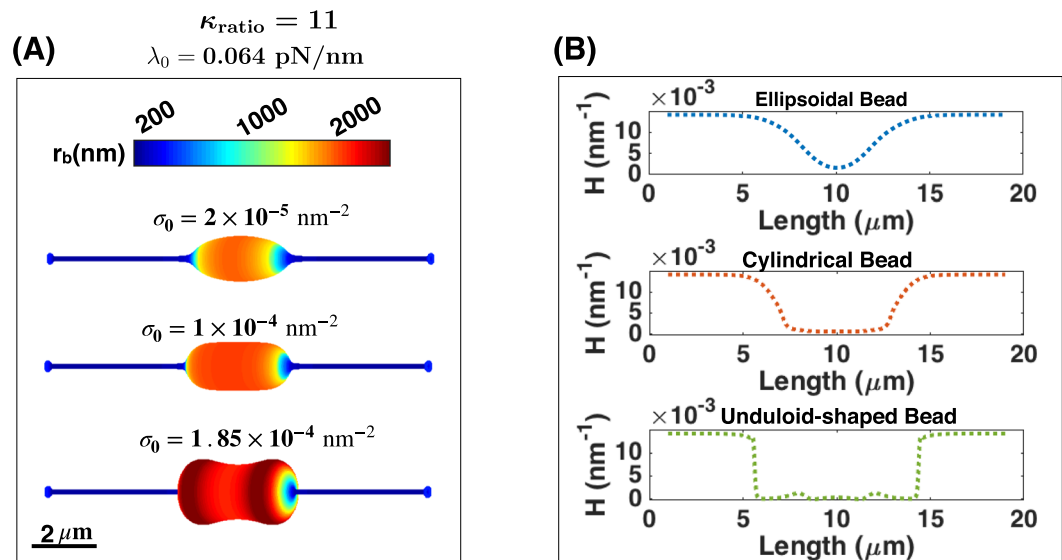 κ_ratio = 11
λ₀ = 0.064 pN/nm
(A)
200 1000 2000
r_b(nm)
σ₀ = 2 × 10⁻⁵ nm⁻²
σ₀ = 1 × 10⁻⁴ nm⁻²
σ₀ = 1.85 × 10⁻⁴ nm⁻²
2 μm
(B)
×10⁻³
Ellipsoidal Bead
H (nm⁻¹)
10
5
0
0 5 10 15 20
Length (μm)
×10⁻³
Cylindrical Bead
H (nm⁻¹)
10
5
0
0 5 10 15 20
Length (μm)
×10⁻³
Unduloid-shaped Bead
H (nm⁻¹)
10
5
0
0 5 10 15 20
Length (μm)